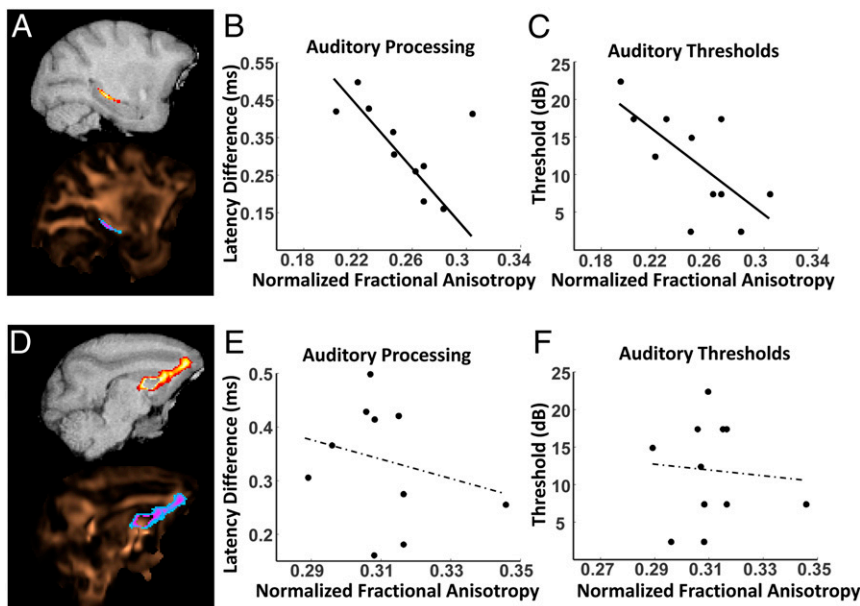 A
B
C
Auditory Processing
Auditory Thresholds
Latency Difference (ms)
0.55
0.45
0.35
0.25
0.15
0.18
0.22
0.26
0.3
0.34
Normalized Fractional Anisotropy
Threshold (dB)
25
20
15
10
5
0.18
0.22
0.26
0.3
0.34
Normalized Fractional Anisotropy
D
E
F
Auditory Processing
Auditory Thresholds
Latency Difference (ms)
0.5
0.4
0.3
0.2
0.29
0.31
0.33
0.35
Normalized Fractional Anisotropy
Threshold (dB)
25
20
15
10
5
0.27
0.29
0.31
0.33
0.35
Normalized Fractional Anisotropy